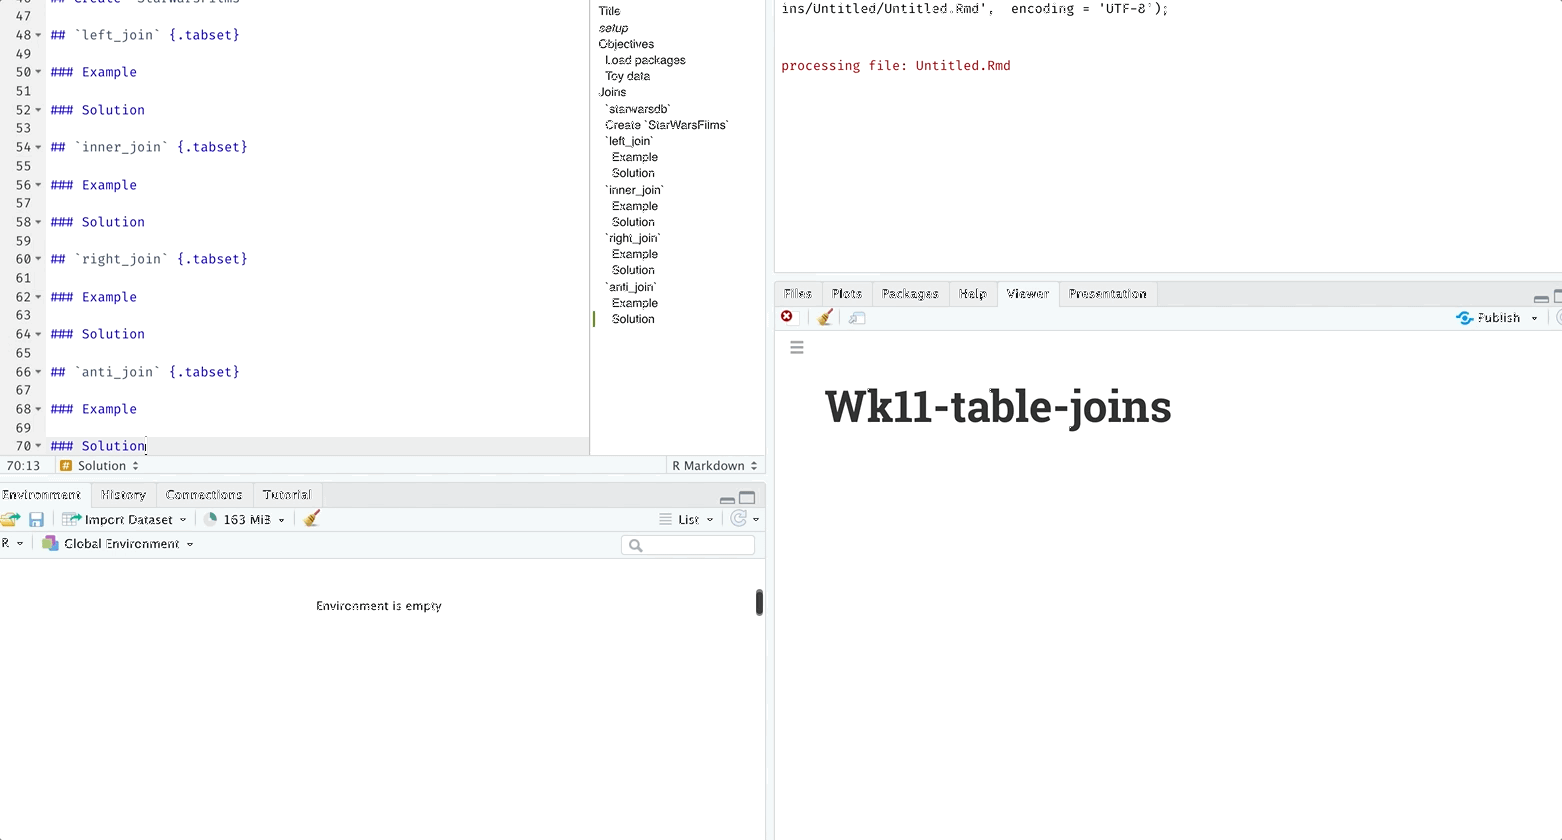 46 ## Create `StarWarsFilms`
47
48 ## `left_join` {.tabset}
49
50 ### Example
51
52 ### Solution
53
54 ## `inner_join` {.tabset}
55
56 ### Example
57
58 ### Solution
59
60 ## `right_join` {.tabset}
61
62 ### Example
63
64 ### Solution
65
66 ## `anti_join` {.tabset}
67
68 ### Example
69
70 ### Solution
70:13 # Solution
R Markdown
Title
setup
Objectives
Load packages
Toy data
Joins
`starwarsdb`
Create `StarWarsFilms`
`left_join`
Example
Solution
`inner_join`
Example
Solution
`right_join`
Example
Solution
`anti_join`
Example
Solution
Environment History Connections Tutorial
Import Dataset 163 MiB List
R Global Environment
Environment is empty
ins/Untitled/Untitled.Rmd', encoding = 'UTF-8');
processing file: Untitled.Rmd
Files Plots Packages Help Viewer Presentation
Publish
Wk11-table-joins